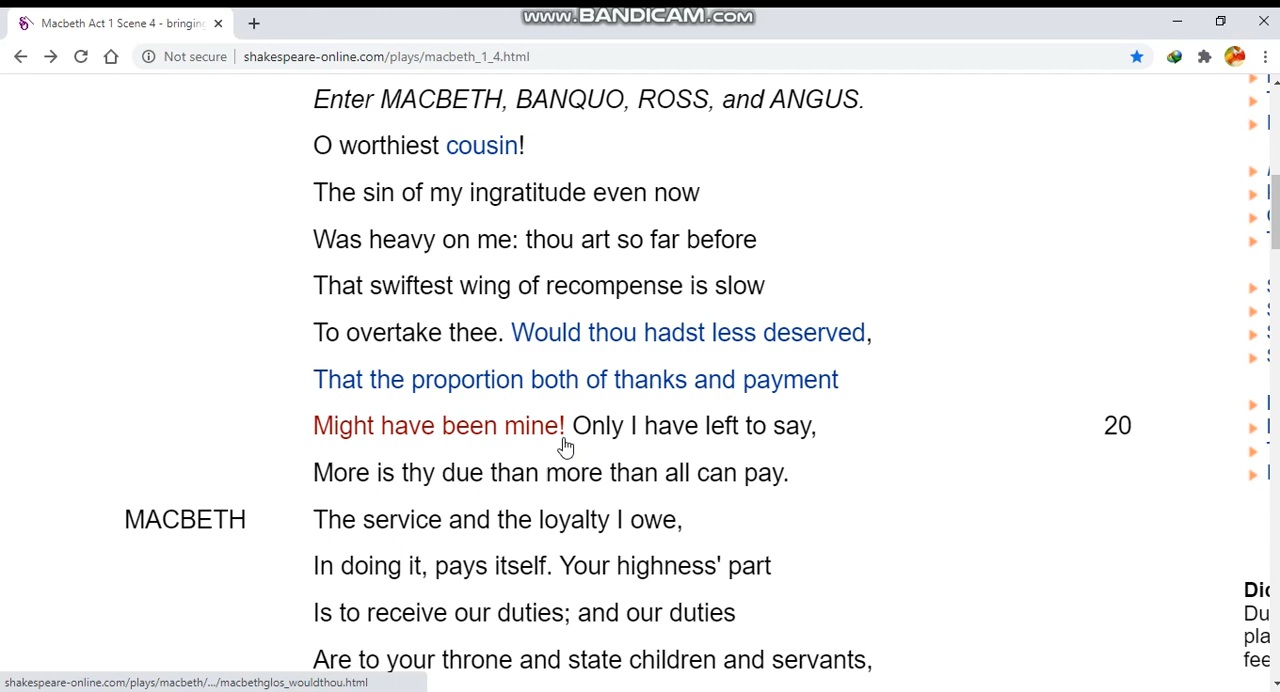 www.BANDICAM.com
Macbeth Act 1 Scene 4 - bringing
Not secure
shakespeare-online.com/plays/macbeth_1_4.html
Enter MACBETH, BANQUO, ROSS, and ANGUS.
O worthiest cousin!
The sin of my ingratitude even now
Was heavy on me: thou art so far before
That swiftest wing of recompense is slow
To overtake thee. Would thou hadst less deserved,
That the proportion both of thanks and payment
Might have been mine! Only I have left to say, 20
More is thy due than more than all can pay.
MACBETH The service and the loyalty I owe,
In doing it, pays itself. Your highness' part
Is to receive our duties; and our duties
Are to your throne and state children and servants,
shakespeare-online.com/plays/macbeth/.../macbethglos_wouldthou.html